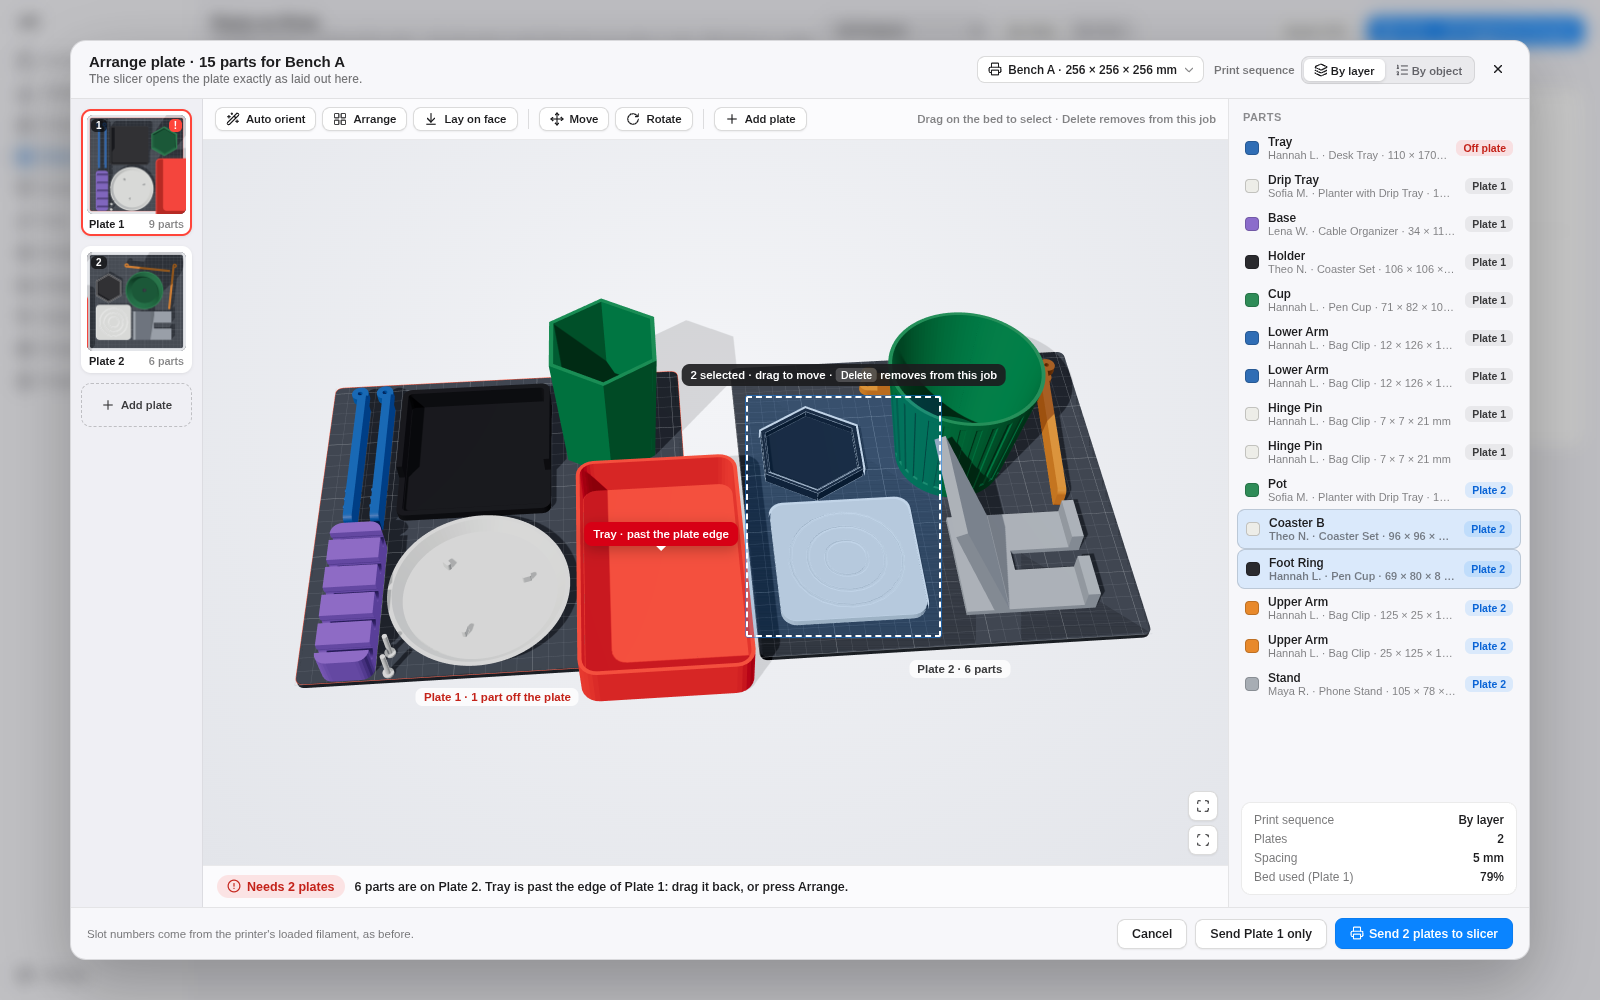 Arrange plate · 15 parts for Bench A
The slicer opens the plate exactly as laid out here.
Bench A · 256 × 256 × 256 mm
Print sequence
By layer
By object
1
!
Plate 1
9 parts
2
Plate 2
6 parts
Add plate
Auto orient
Arrange
Lay on face
Move
Rotate
Add plate
Drag on the bed to select · Delete removes from this job
2 selected · drag to move · Delete removes from this job
Tray · past the plate edge
Plate 1 · 1 part off the plate
Plate 2 · 6 parts
Needs 2 plates
6 parts are on Plate 2. Tray is past the edge of Plate 1: drag it back, or press Arrange.
PARTS
Tray
Hannah L. · Desk Tray · 110 × 170…
Off plate
Drip Tray
Sofia M. · Planter with Drip Tray · 1…
Plate 1
Base
Lena W. · Cable Organizer · 34 × 11…
Plate 1
Holder
Theo N. · Coaster Set · 106 × 106 ×…
Plate 1
Cup
Hannah L. · Pen Cup · 71 × 82 × 10…
Plate 1
Lower Arm
Hannah L. · Bag Clip · 12 × 126 × 1…
Plate 1
Lower Arm
Hannah L. · Bag Clip · 12 × 126 × 1…
Plate 1
Hinge Pin
Hannah L. · Bag Clip · 7 × 7 × 21 mm
Plate 1
Hinge Pin
Hannah L. · Bag Clip · 7 × 7 × 21 mm
Plate 1
Pot
Sofia M. · Planter with Drip Tray · 1…
Plate 2
Coaster B
Theo N. · Coaster Set · 96 × 96 × …
Plate 2
Foot Ring
Hannah L. · Pen Cup · 69 × 80 × 8 …
Plate 2
Upper Arm
Hannah L. · Bag Clip · 125 × 25 × 1…
Plate 2
Upper Arm
Hannah L. · Bag Clip · 25 × 125 × 1…
Plate 2
Stand
Maya R. · Phone Stand · 105 × 78 ×…
Plate 2
Print sequence
By layer
Plates
2
Spacing
5 mm
Bed used (Plate 1)
79%
Slot numbers come from the printer's loaded filament, as before.
Cancel
Send Plate 1 only
Send 2 plates to slicer